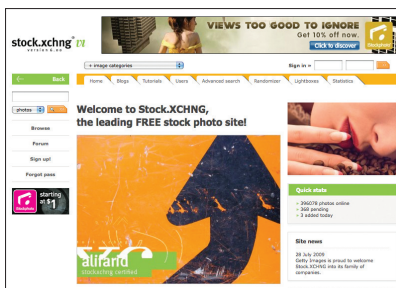 VIEWS TOO GOOD TO IGNORE
Get 10% off now.
Click to discover
iStockphoto
stock.xchng VI
+ image categories
Sign in »
Back
Home Blogs Tutorials Users Advanced search Randomizer Lightboxes Statistics
photos
Browse
Forum
Sign up!
Forgot pass
starting
at $1
Welcome to Stock.XCHNG,
the leading FREE stock photo site!
alifarid
stockxchng certified
Quick stats
» 396079 photos online
» 368 pending
» 3 added today
Site news
26 July 2009
Getty Images is proud to welcome
Stock.XCHNG into its family of
companies.